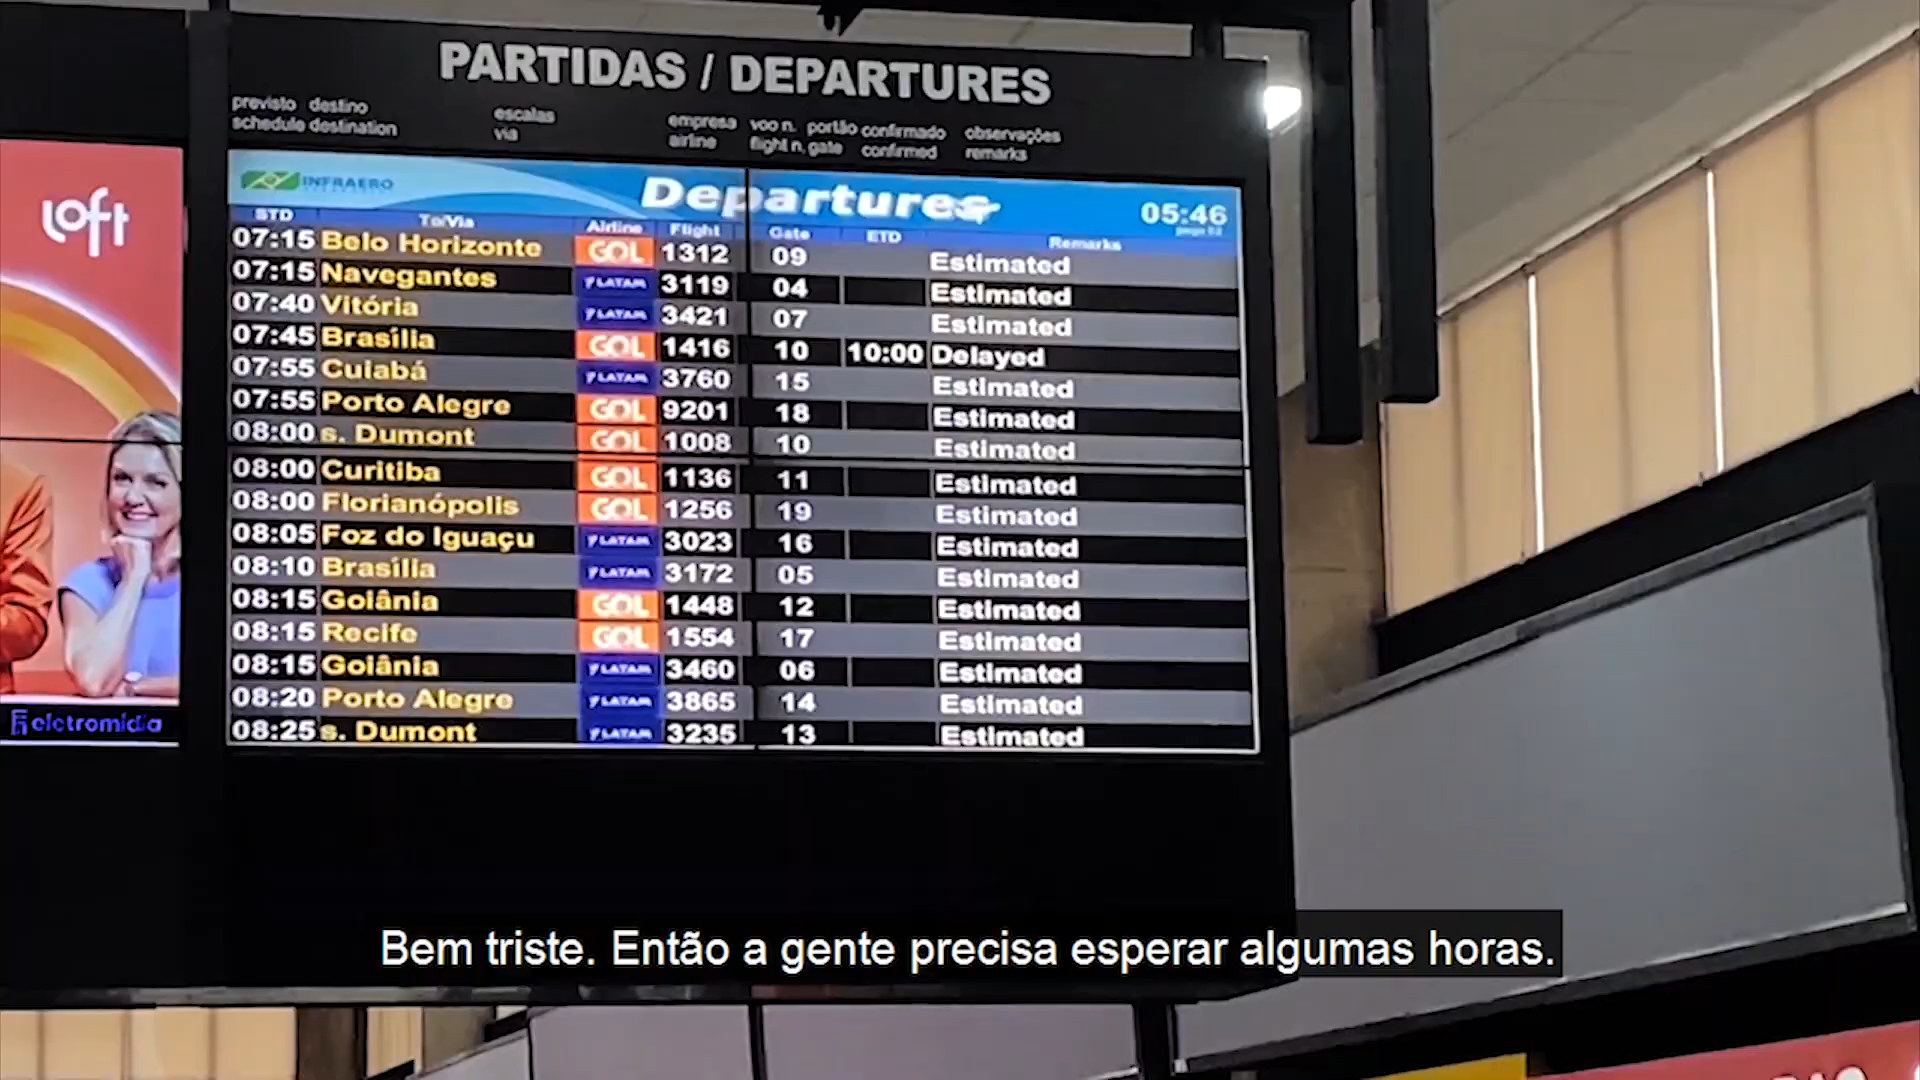 PARTIDAS / DEPARTURES
previsto destino escalas empresa voo n. portão confirmado observações
schedule destination via airline flight n. gate confirmed remarks
INFRAERO Departures 05:46
STD To/Via Airline Flight Gate ETD Remarks
07:15 Belo Horizonte GOL 1312 09 Estimated
07:15 Navegantes LATAM 3119 04 Estimated
07:40 Vitória LATAM 3421 07 Estimated
07:45 Brasília GOL 1416 10 10:00 Delayed
07:55 Cuiabá LATAM 3760 15 Estimated
07:55 Porto Alegre GOL 9201 18 Estimated
08:00 s. Dumont GOL 1008 10 Estimated
08:00 Curitiba GOL 1136 11 Estimated
08:00 Florianópolis GOL 1256 19 Estimated
08:05 Foz do Iguaçu LATAM 3023 16 Estimated
08:10 Brasília LATAM 3172 05 Estimated
08:15 Goiânia GOL 1448 12 Estimated
08:15 Recife GOL 1554 17 Estimated
08:15 Goiânia LATAM 3460 06 Estimated
08:20 Porto Alegre LATAM 3865 14 Estimated
08:25 s. Dumont LATAM 3235 13 Estimated
loft
eletromidia
Bem triste. Então a gente precisa esperar algumas horas.